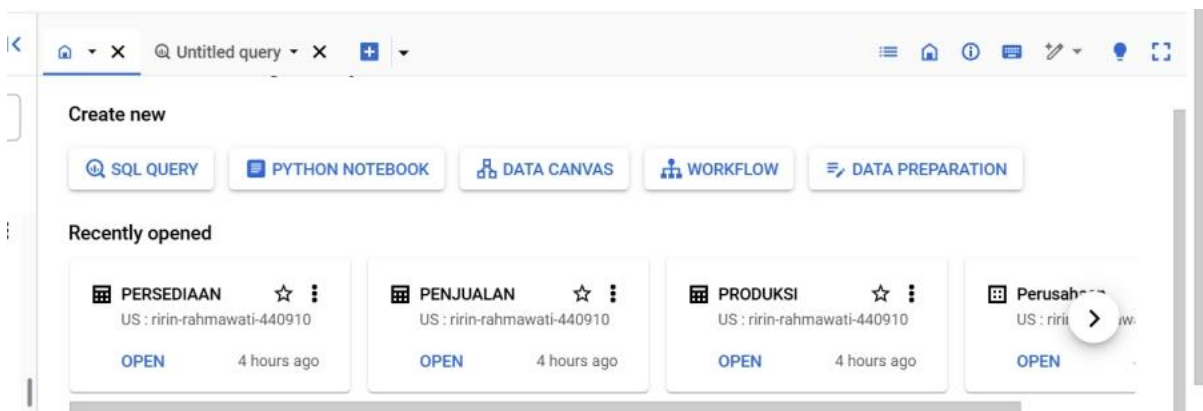 Untitled query
Create new
SQL QUERY PYTHON NOTEBOOK DATA CANVAS WORKFLOW DATA PREPARATION
Recently opened
PERSEDIAAN PENJUALAN PRODUKSI Perusahaan
US : ririn-rahmawati-440910 US : ririn-rahmawati-440910 US : ririn-rahmawati-440910 US :
OPEN 4 hours ago OPEN 4 hours ago OPEN 4 hours ago OPEN